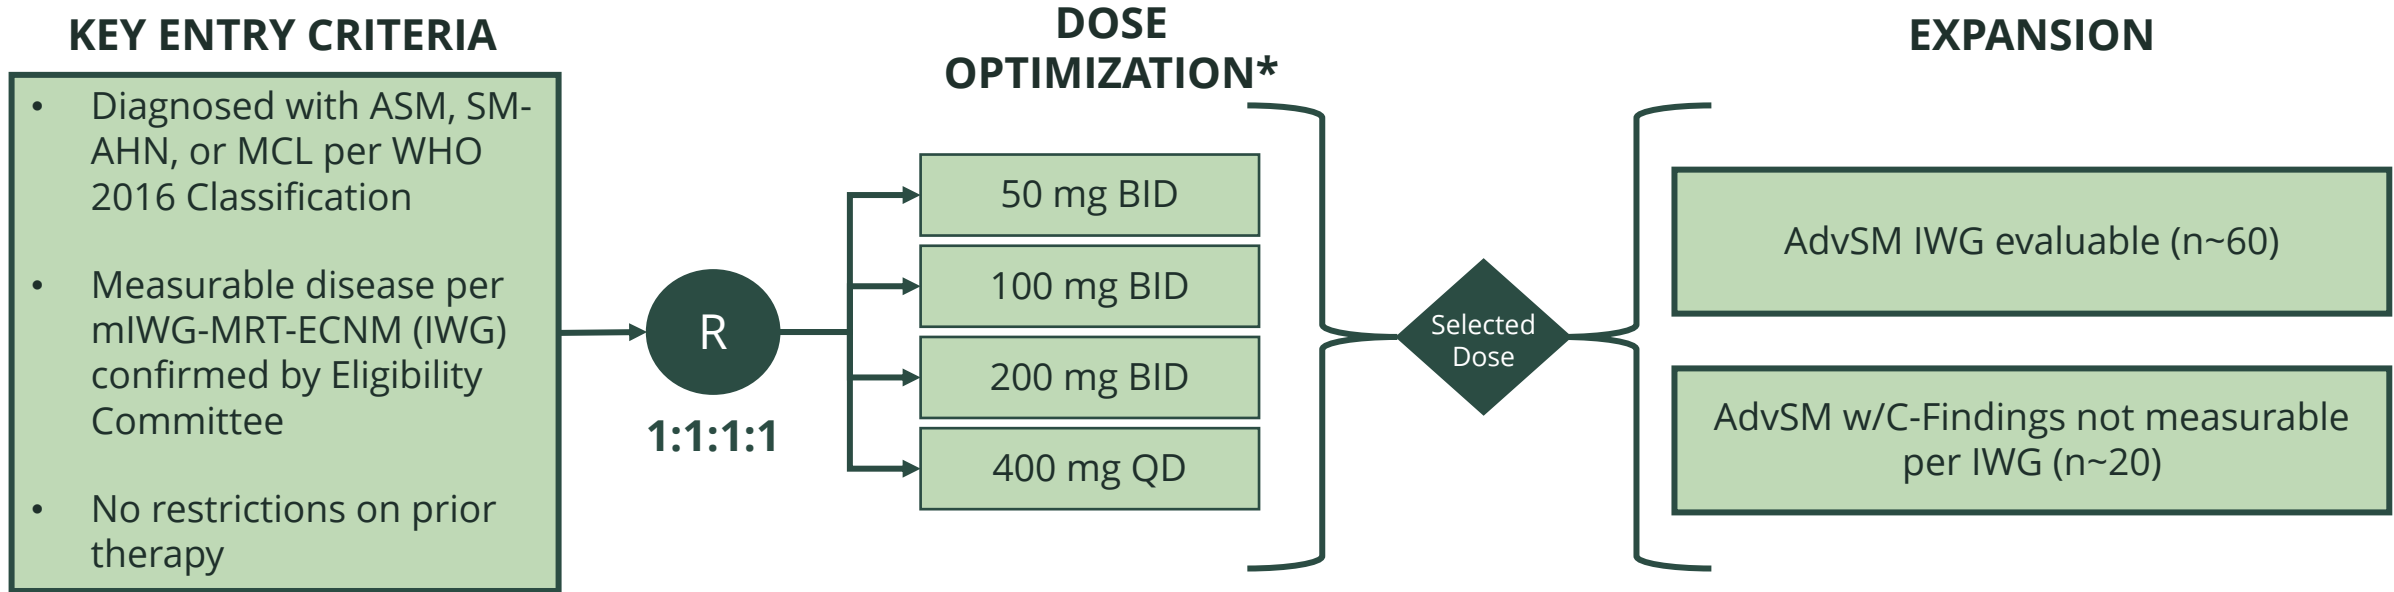 KEY ENTRY CRITERIA
• Diagnosed with ASM, SM-
AHN, or MCL per WHO
2016 Classification
• Measurable disease per
mIWG-MRT-ECNM (IWG)
confirmed by Eligibility
Committee
• No restrictions on prior
therapy
R
1:1:1:1
DOSE
OPTIMIZATION*
50 mg BID
100 mg BID
200 mg BID
400 mg QD
Selected
Dose
EXPANSION
AdvSM IWG evaluable (n~60)
AdvSM w/C-Findings not measurable
per IWG (n~20)